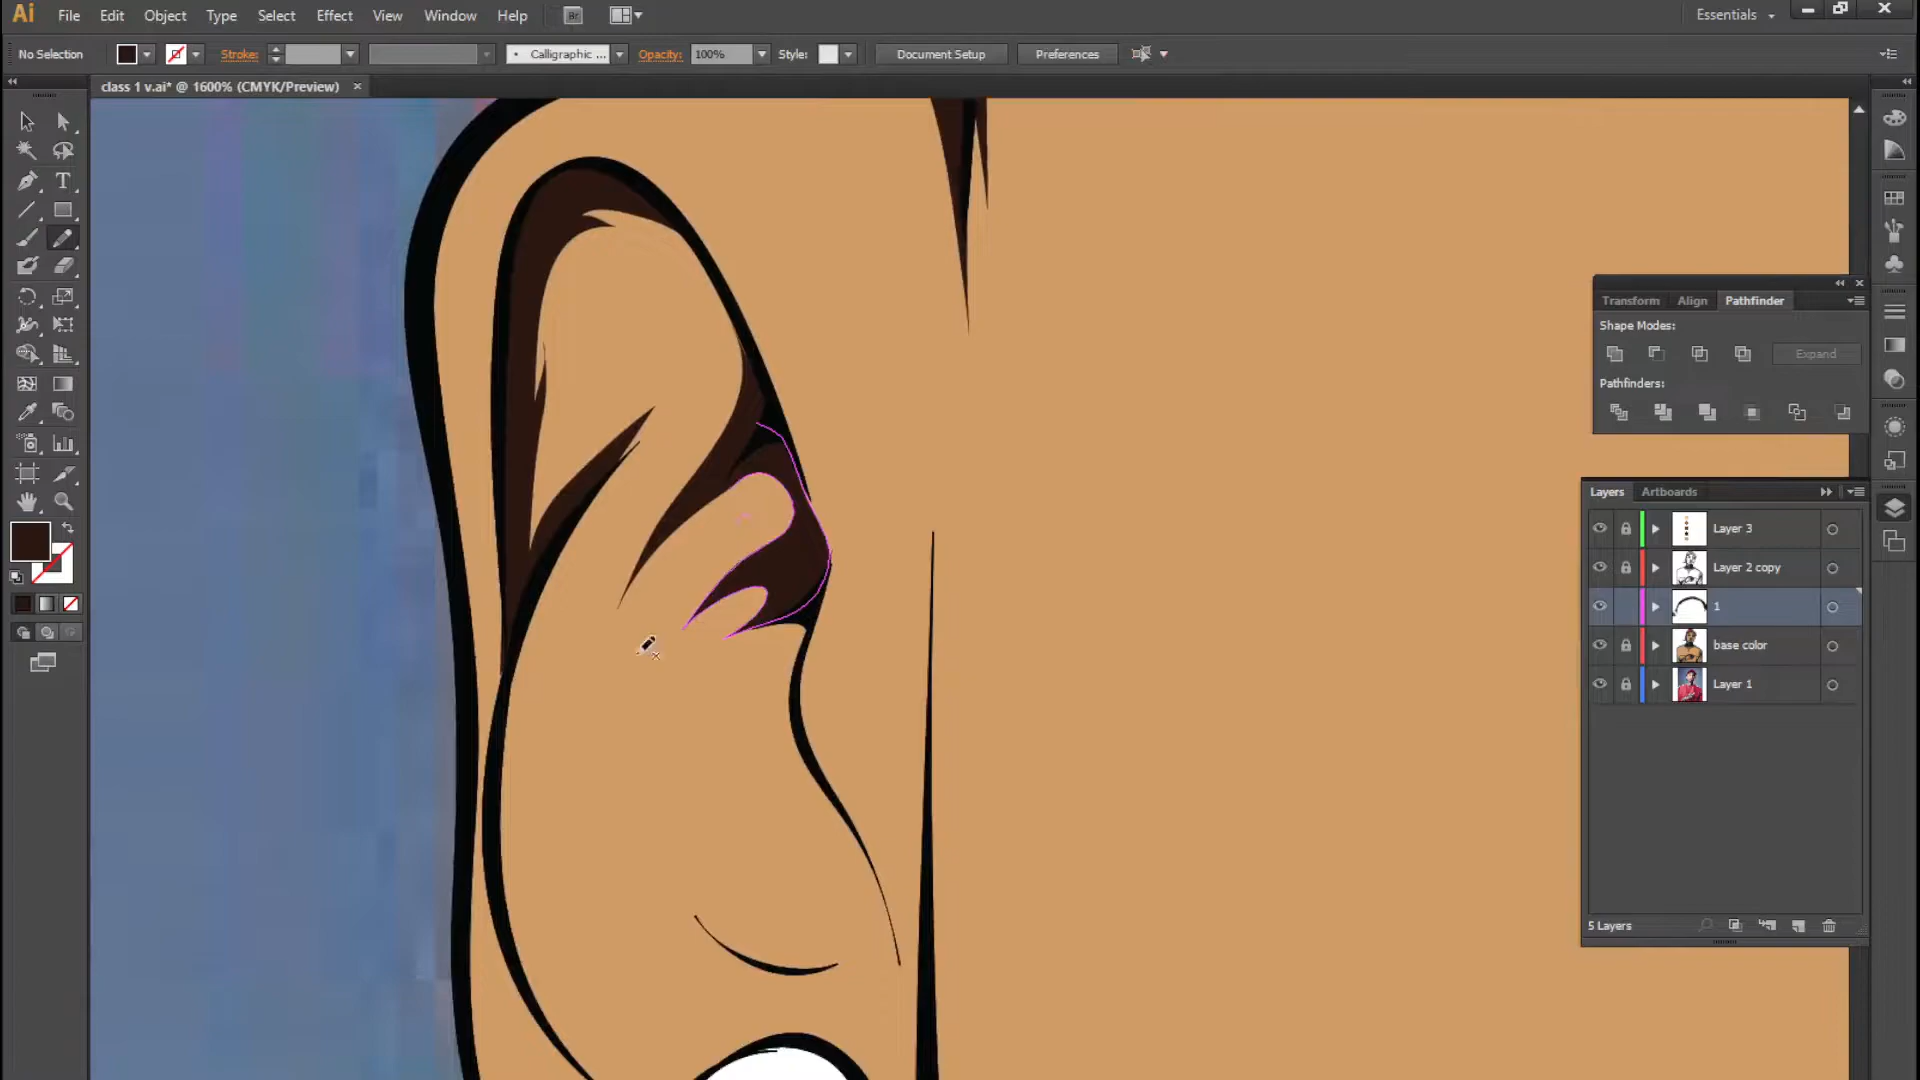 Ai File Edit Object Type Select Effect View Window Help Br Essentials
No Selection Stroke: Calligraphic ... Opacity: 100% Style: Document Setup Preferences
class 1 v.ai* @ 1600% (CMYK/Preview)
T
Transform Align Pathfinder
Shape Modes:
Expand
Pathfinders:
Layers Artboards
Layer 3
Layer 2 copy
1
base color
Layer 1
5 Layers